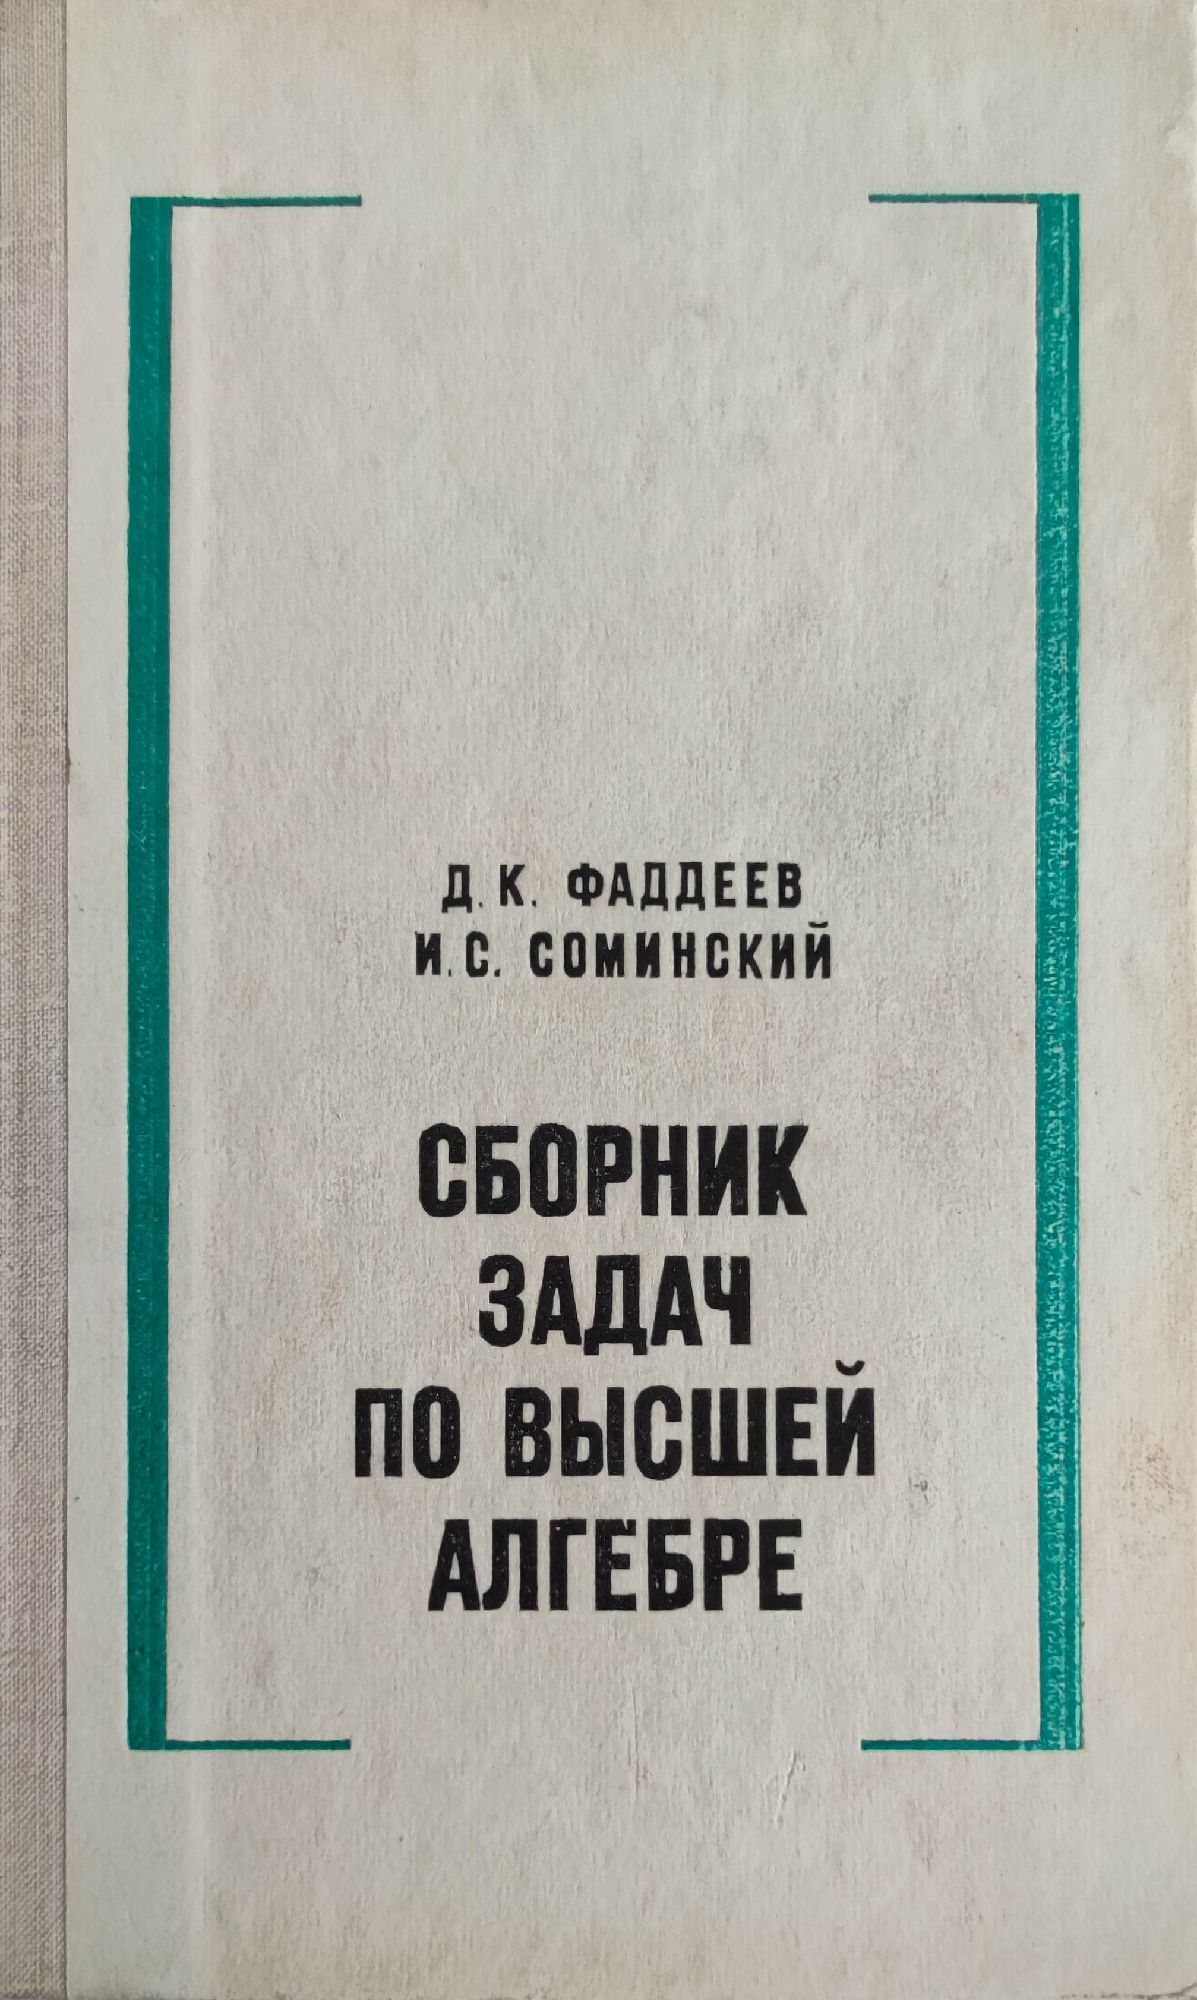 Д. К. ФАДДЕЕВ
И. С. СОМИНСКИЙ
СБОРНИК
ЗАДАЧ
ПО ВЫСШЕЙ
АЛГЕБРЕ